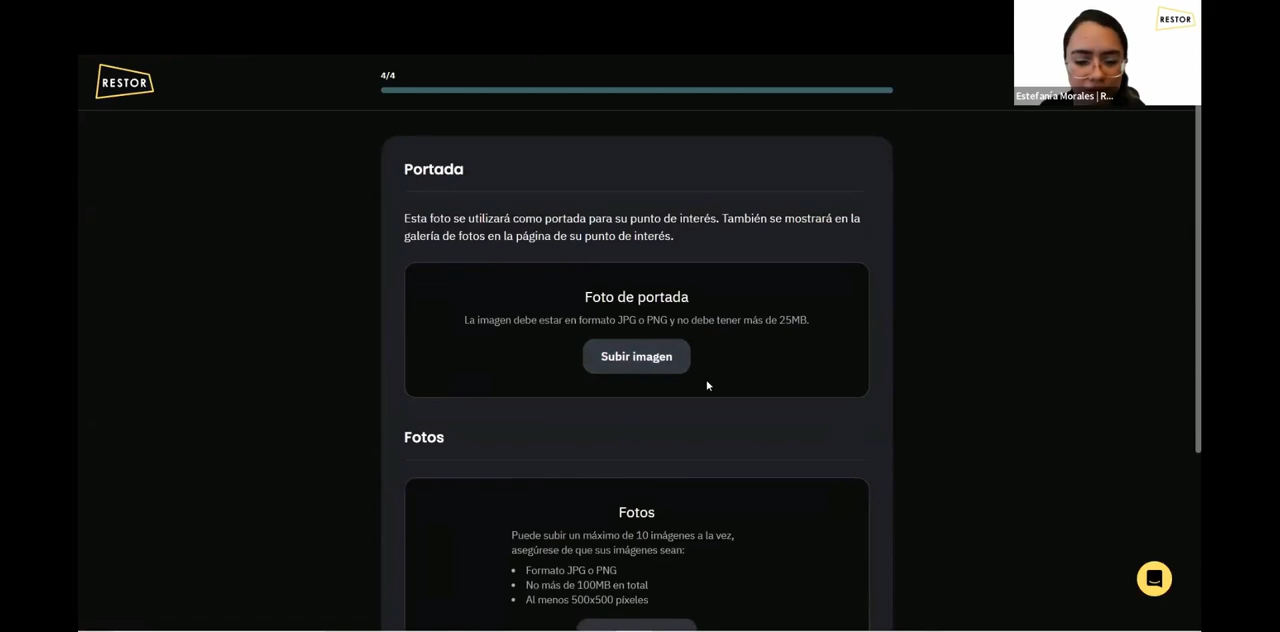 RESTOR
Estefanía Morales | R...
RESTOR
4/4
Portada
Esta foto se utilizará como portada para su punto de interés. También se mostrará en la
galería de fotos en la página de su punto de interés.
Foto de portada
La imagen debe estar en formato JPG o PNG y no debe tener más de 25MB.
Subir imagen
Fotos
Fotos
Puede subir un máximo de 10 imágenes a la vez,
asegúrese de que sus imágenes sean:
• Formato JPG o PNG
• No más de 100MB en total
• Al menos 500x500 píxeles